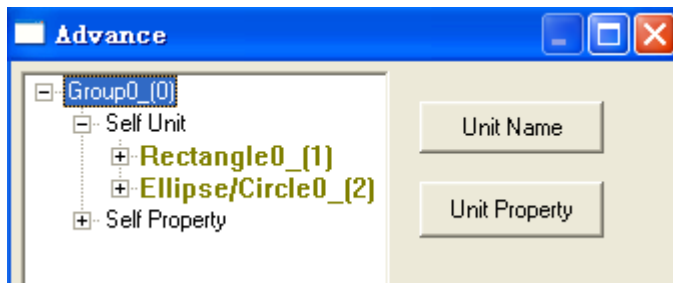 Advance
Group0_(0)
Self Unit
Rectangle0_(1)
Ellipse/Circle0_(2)
Self Property
Unit Name
Unit Property